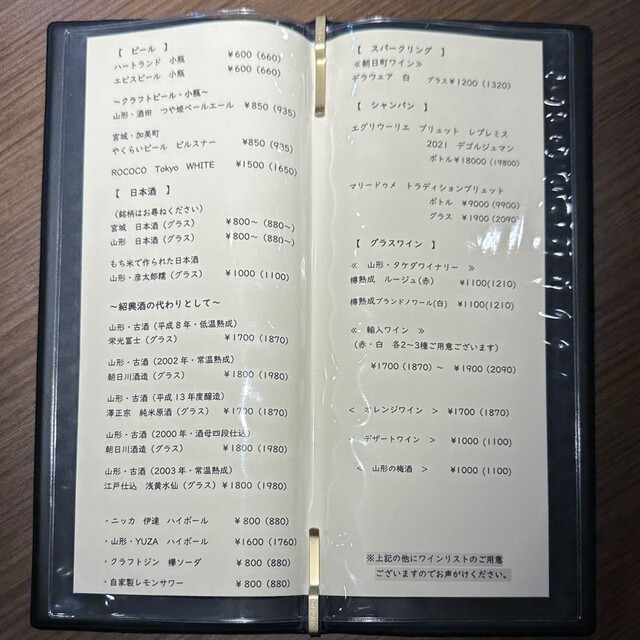 【 ビール 】
ハートランド 小瓶 ¥600(660)
エビスビール 小瓶 ¥600(660)
～クラフトビール・小瓶～
山形・酒田 つや姫ペールエール ¥850(935)
宮城・加美町
やくらいビール ピルスナー ¥850(935)
ROCOCO Tokyo WHITE ¥1500(1650)
【 日本酒 】
(銘柄はお尋ねください)
宮城 日本酒(グラス) ¥800～(880～)
山形 日本酒(グラス) ¥800～(880～)
もち米で作られた日本酒
山形・彦太郎糯(グラス) ¥1000(1100)
～紹興酒の代わりとして～
山形・古酒(平成8年・低温熟成)
栄光冨士(グラス) ¥1700(1870)
山形・古酒(2002年・常温熟成)
朝日川酒造(グラス) ¥1800(1980)
山形・古酒(平成13年度醸造)
澤正宗 純米原酒(グラス) ¥1700(1870)
山形・古酒(2000年・酒母四段仕込)
朝日川酒造(グラス) ¥1800(1980)
山形・古酒(2003年・常温熟成)
江戸仕込 浅黄水仙(グラス) ¥1800(1980)
・ニッカ 伊達 ハイボール ¥800(880)
・山形・YUZA ハイボール ¥1600(1760)
・クラフトジン 欅ソーダ ¥800(880)
・自家製レモンサワー ¥800(880)
【 スパークリング 】
≪朝日町ワイン≫
デラウェア 白 グラス¥1200(1320)
【 シャンパン 】
エグリウーリエ ブリュット レプレミス
2021 デゴルジュマン
ボトル¥18000(19800)
マリードゥメ トラディションブリュット
ボトル ¥9000(9900)
グラス ¥1900(2090
【 グラスワイン 】
≪ 山形・タケダワイナリー ≫
樽熟成 ルージュ(赤) ¥1100(1210)
樽熟成ブランドノワール(白) ¥1100(1210)
≪ 輸入ワイン ≫
(赤・白 各2～3種ご用意ございます)
¥1700(1870)～ ¥1900(2090)
< オレンジワイン > ¥1700(1870)
デザートワイン > ¥1000(1100)
< 山形の梅酒 > ¥1000(1100)
※上記の他にワインリストのご用意
ございますのでお声がけください。